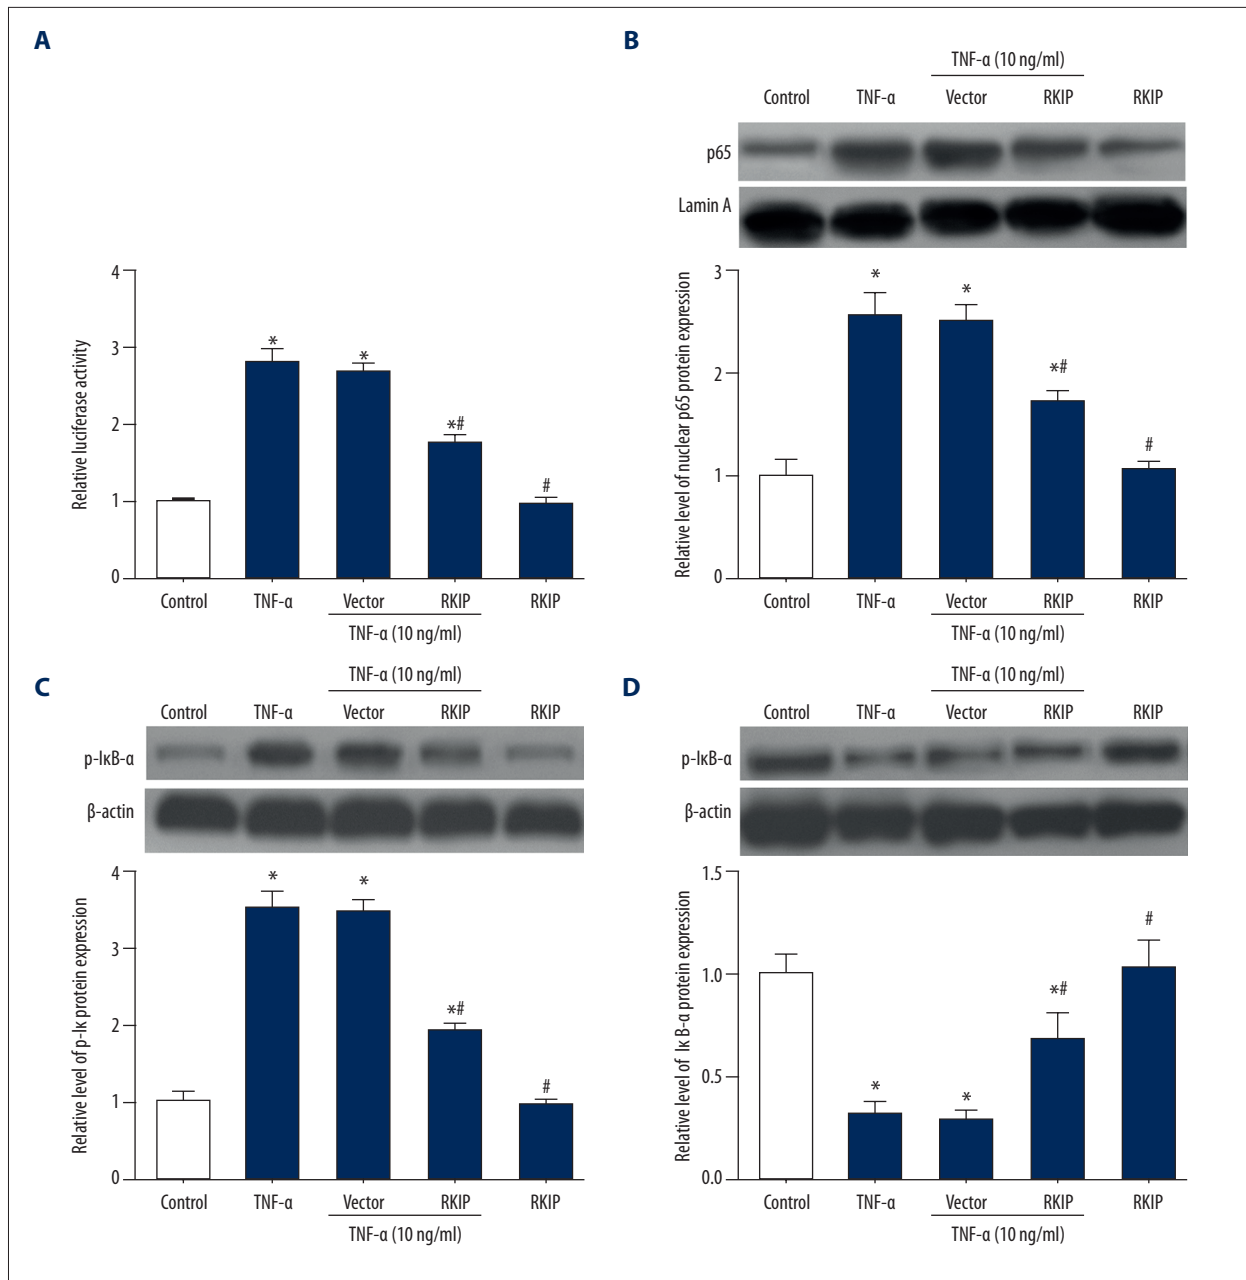 A
4
3
2
1
0
Relative luciferase activity
*
*
*#
#
Control TNF-α Vector RKIP RKIP
TNF-α (10 ng/ml)
B
TNF-α (10 ng/ml)
Control TNF-α Vector RKIP RKIP
p65
Lamin A
3
2
1
0
Relative level of nuclear p65 protein expression
*
*
*#
#
Control TNF-α Vector RKIP RKIP
TNF-α (10 ng/ml)
C
TNF-α (10 ng/ml)
Control TNF-α Vector RKIP RKIP
p-IκB-α
β-actin
4
3
2
1
0
Relative level of p-Iκ protein expression
*
*
*#
#
Control TNF-α Vector RKIP RKIP
TNF-α (10 ng/ml)
D
TNF-α (10 ng/ml)
Control TNF-α Vector RKIP RKIP
p-IκB-α
β-actin
1.5
1.0
0.5
0.0
Relative level of Iκ B-α protein expression
*
*
*#
#
Control TNF-α Vector RKIP RKIP
TNF-α (10 ng/ml)